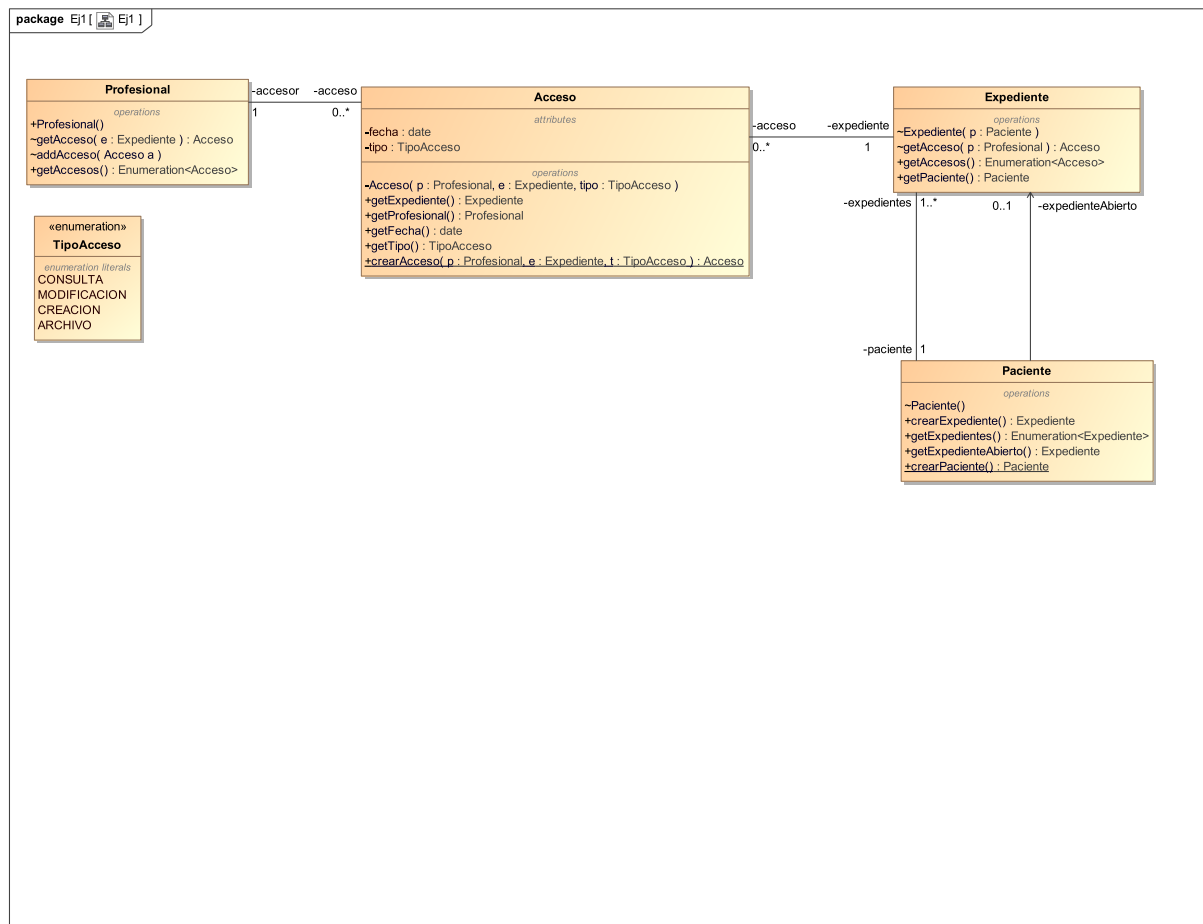 package Ej1 [ Ej1 ]
Profesional
operations
+Profesional()
~getAcceso( e : Expediente ) : Acceso
~addAcceso( Acceso a )
+getAccesos() : Enumeration<Acceso>
-accesor
1
-acceso
0..*
Acceso
attributes
-fecha : date
-tipo : TipoAcceso
operations
-Acceso( p : Profesional, e : Expediente, tipo : TipoAcceso )
+getExpediente() : Expediente
+getProfesional() : Profesional
+getFecha() : date
+getTipo() : TipoAcceso
+crearAcceso( p : Profesional, e : Expediente, t : TipoAcceso ) : Acceso
-acceso
0..*
-expediente
1
Expediente
operations
~Expediente( p : Paciente )
~getAcceso( p : Profesional ) : Acceso
+getAccesos() : Enumeration<Acceso>
+getPaciente() : Paciente
«enumeration»
TipoAcceso
enumeration literals
CONSULTA
MODIFICACION
CREACION
ARCHIVO
-expedientes
1..*
0..1
-expedienteAbierto
-paciente
1
Paciente
operations
~Paciente()
+crearExpediente() : Expediente
+getExpedientes() : Enumeration<Expediente>
+getExpedienteAbierto() : Expediente
+crearPaciente() : Paciente